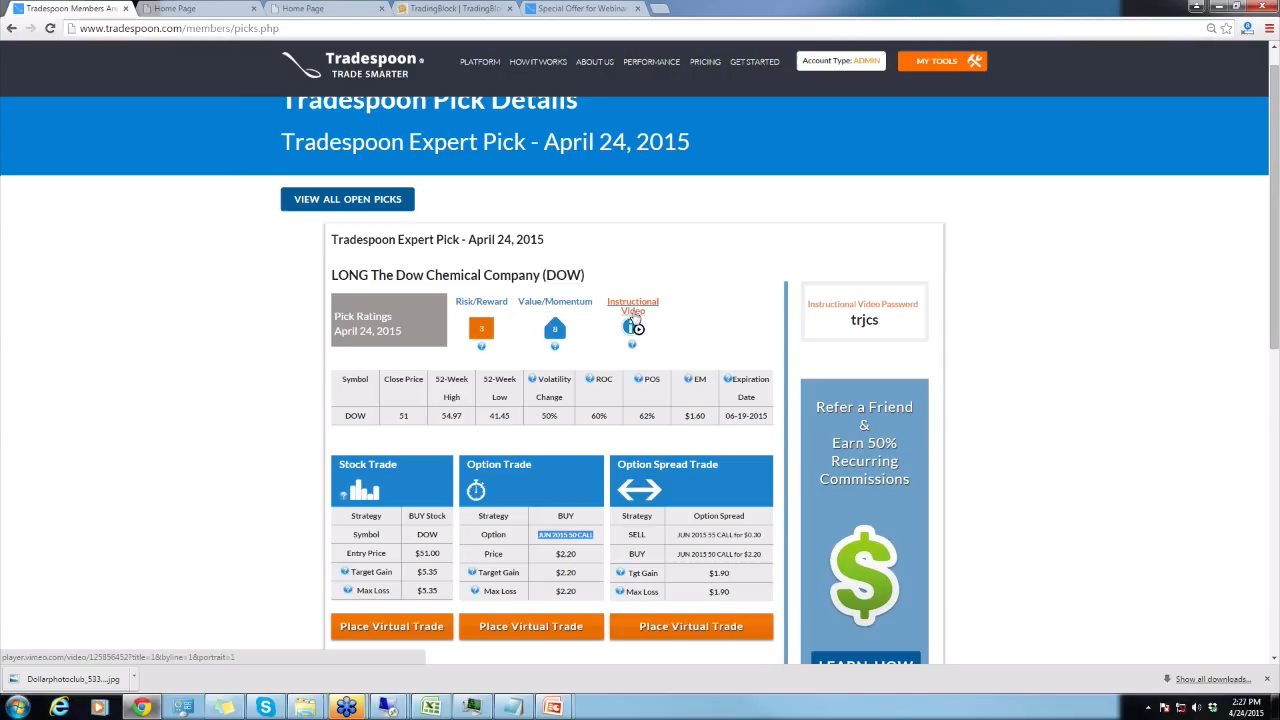 Tradespoon Members Are
Home Page
Home Page
TradingBlock | TradingBlo
Special Offer for Webinar
www.tradespoon.com/members/picks.php
Tradespoon®
TRADE SMARTER
PLATFORM
HOW IT WORKS
ABOUT US
PERFORMANCE
PRICING
GET STARTED
Account Type: ADMIN
MY TOOLS
Tradespoon Pick Details
Tradespoon Expert Pick - April 24, 2015
VIEW ALL OPEN PICKS
Tradespoon Expert Pick - April 24, 2015
LONG The Dow Chemical Company (DOW)
Pick Ratings
April 24, 2015
Risk/Reward
3
Value/Momentum
8
Instructional
Video
Instructional Video Password
trjcs
Symbol Close Price 52-Week High 52-Week Low Volatility Change ROC POS EM Expiration Date
DOW 51 54.97 41.45 50% 60% 62% $1.60 06-19-2015
Stock Trade
Strategy BUY Stock
Symbol DOW
Entry Price $51.00
Target Gain $5.35
Max Loss $5.35
Place Virtual Trade
Option Trade
Strategy BUY
Option JUN 2015 50 CALL
Price $2.20
Target Gain $2.20
Max Loss $2.20
Place Virtual Trade
Option Spread Trade
Strategy Option Spread
SELL JUN 2015 55 CALL for $0.30
BUY JUN 2015 50 CALL for $2.20
Tgt Gain $1.90
Max Loss $1.90
Place Virtual Trade
Refer a Friend
&
Earn 50%
Recurring
Commissions
$
LEARN HOW
player.vimeo.com/video/125856452?title=1&byline=1&portrait=1
Dollarphotoclub_533....jpg
Show all downloads...
2:27 PM
4/24/2015